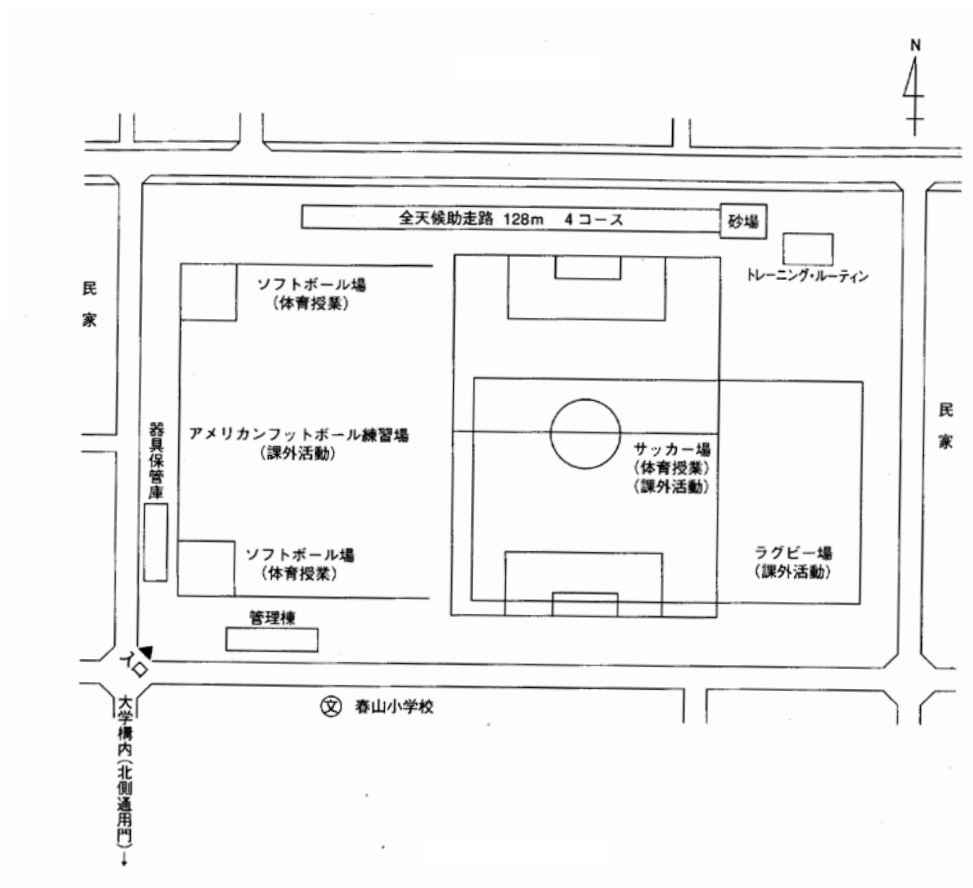 N
全天候助走路 128m 4コース
砂場
トレーニング・ルーティン
ソフトボール場
(体育授業)
民家
アメリカンフットボール練習場
(課外活動)
器具保管庫
サッカー場
(体育授業)
(課外活動)
民家
ソフトボール場
(体育授業)
ラグビー場
(課外活動)
管理棟
入口
文 春山小学校
大学構内(北側通用門)→